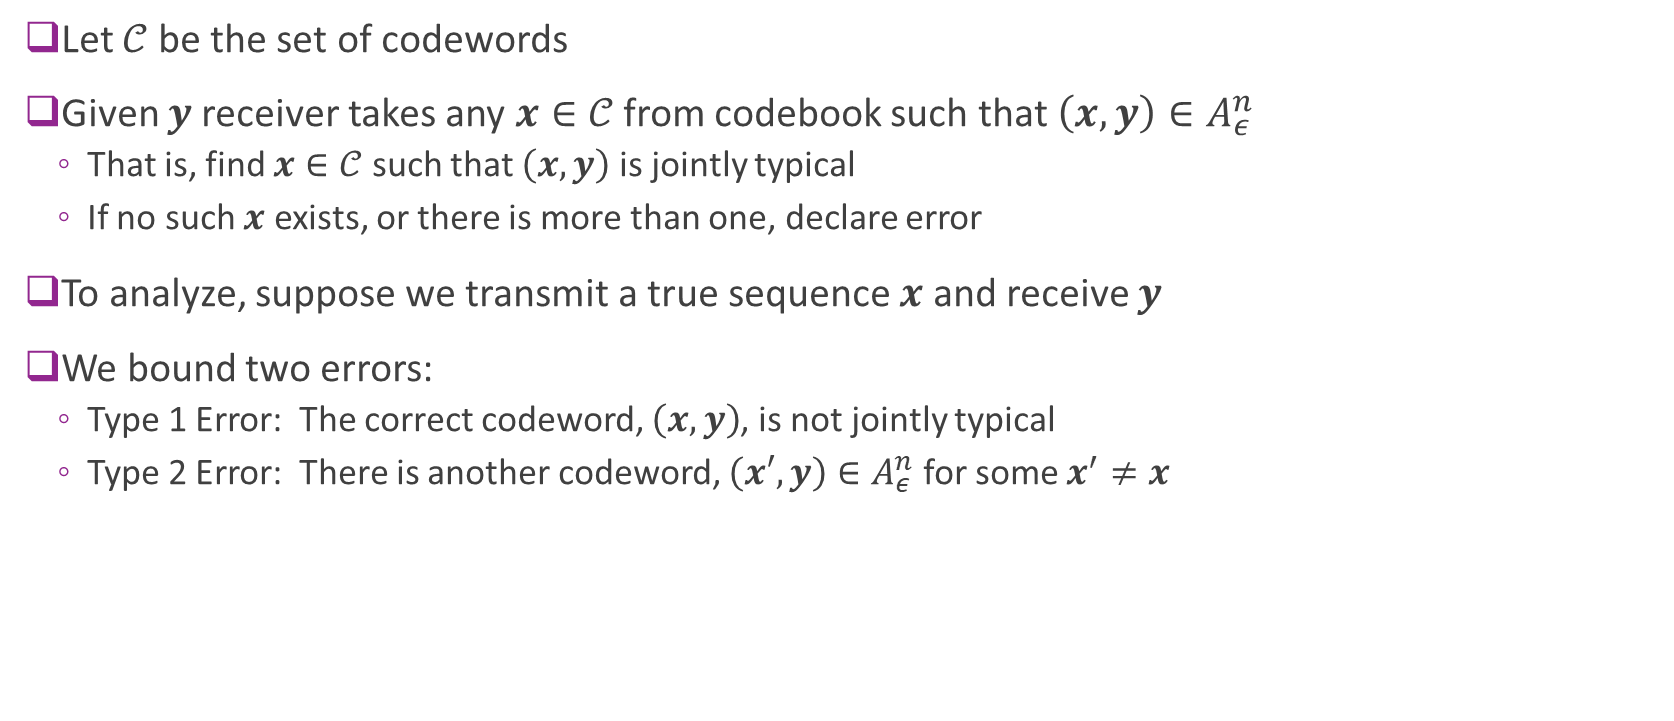 ❑Let 𝒞 be the set of codewords
❑Given 𝒚 receiver takes any 𝒙 ∈ 𝒞 from codebook such that (𝒙, 𝒚) ∈ 𝐴_𝜖^𝑛
◦ That is, find 𝒙 ∈ 𝒞 such that (𝒙, 𝒚) is jointly typical
◦ If no such 𝒙 exists, or there is more than one, declare error
❑To analyze, suppose we transmit a true sequence 𝒙 and receive 𝒚
❑We bound two errors:
◦ Type 1 Error: The correct codeword, (𝒙, 𝒚), is not jointly typical
◦ Type 2 Error: There is another codeword, (𝒙′, 𝒚) ∈ 𝐴_𝜖^𝑛 for some 𝒙′ ≠ 𝒙